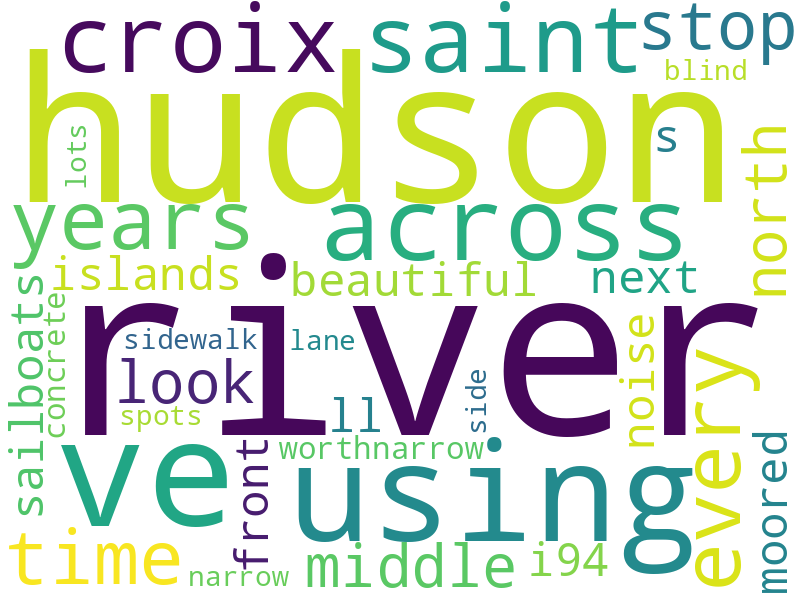 croix
saint
stop
blind
hudson
lots
s
north
years
across
islands
beautiful
next
sailboats
concrete
river
sidewalk
lane
look
ll
side
noise
spots
every
ve
worthnarrow
using
front
moored
time
middle
i94
narrow